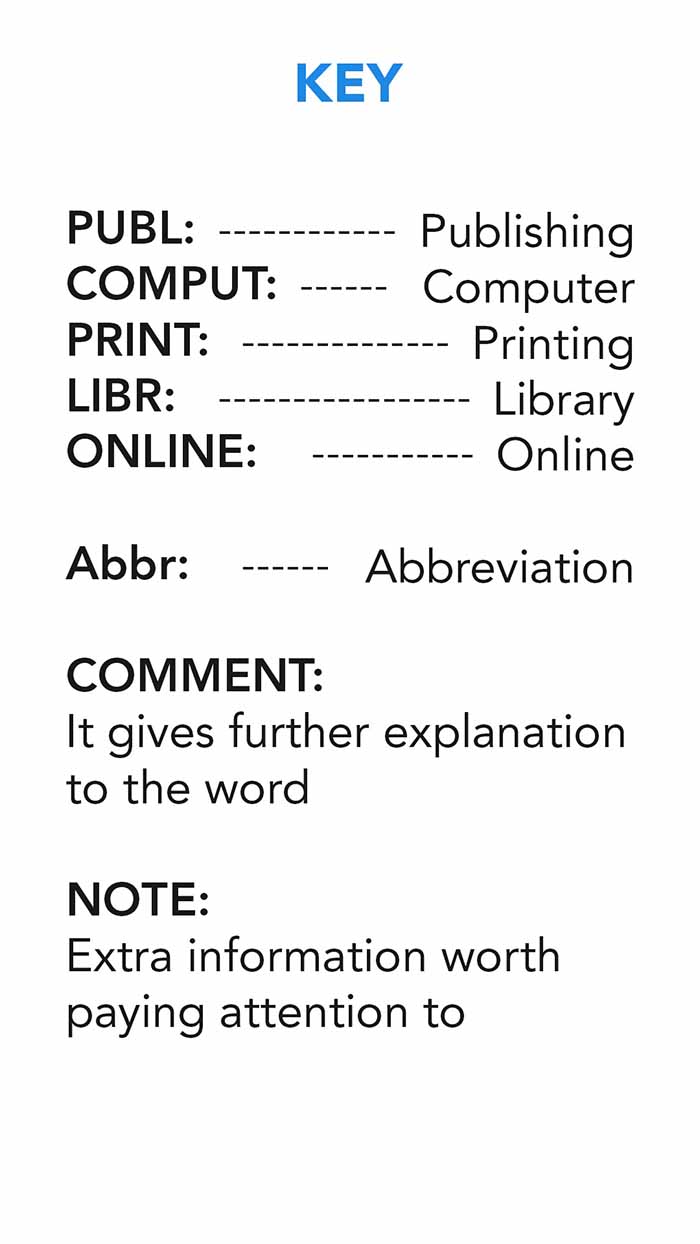 KEY
PUBL: ------------ Publishing
COMPUT: ------ Computer
PRINT: -------------- Printing
LIBR: ----------------- Library
ONLINE: ----------- Online
Abbr: ------ Abbreviation
COMMENT:
It gives further explanation
to the word
NOTE:
Extra information worth
paying attention to